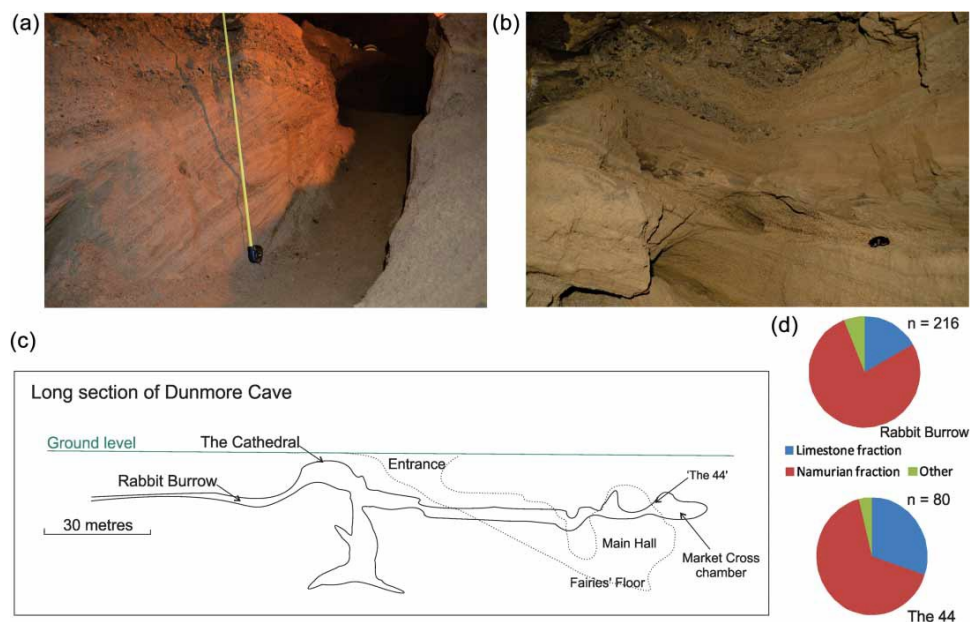 (a)
(b)
(c)
Long section of Dunmore Cave
Ground level
The Cathedral
Entrance
Rabbit Burrow
'The 44'
30 metres
Main Hall
Market Cross
chamber
Fairies' Floor
(d)
n = 216
Rabbit Burrow
Limestone fraction
Namurian fraction
Other
n = 80
The 44